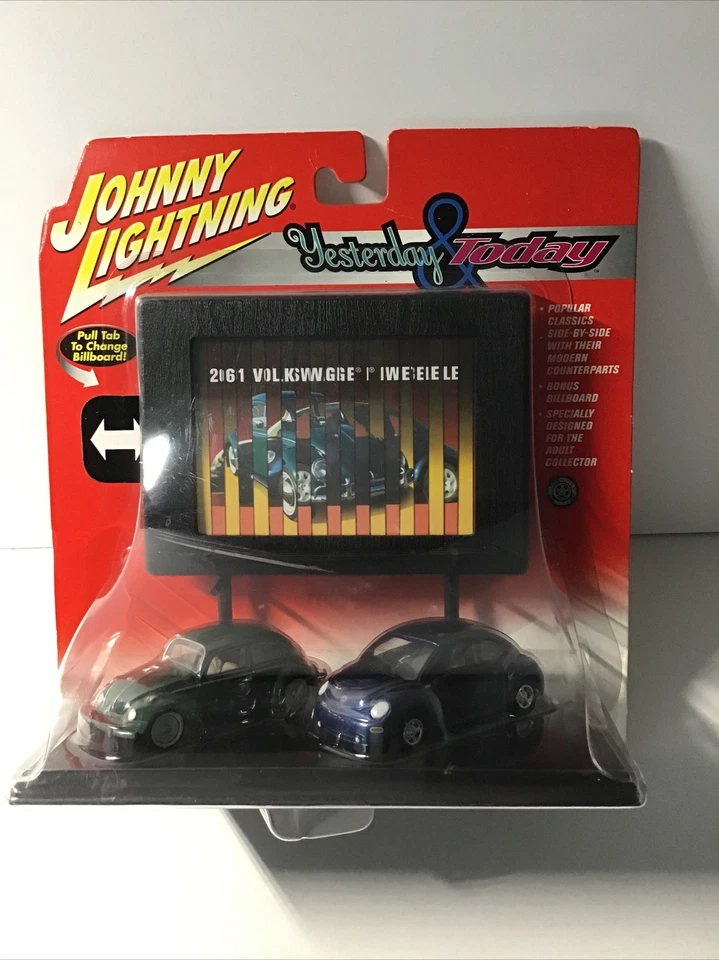 JOHNNY
LIGHTNING®
Yesterday & Today™
Pull Tab
To Change
Billboard!
• POPULAR
CLASSICS
SIDE-BY-SIDE
WITH THEIR
MODERN
COUNTERPARTS
• BONUS
BILLBOARD
• SPECIALLY
DESIGNED
FOR THE
ADULT
COLLECTOR